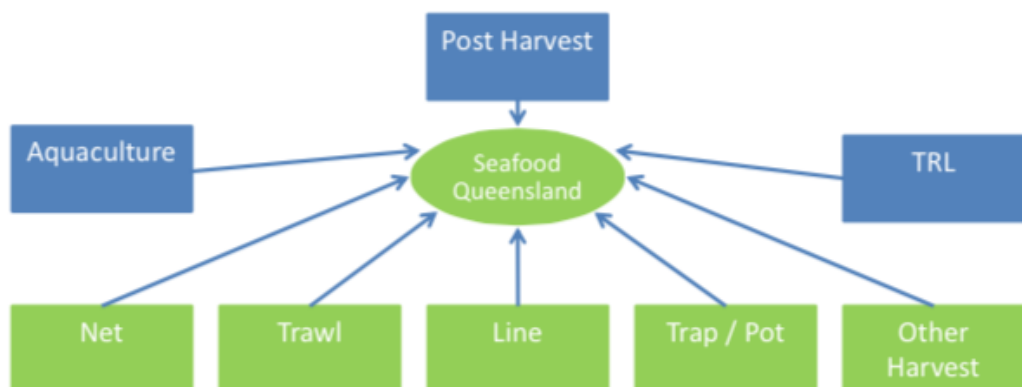 Post Harvest
Aquaculture
Seafood
Queensland
TRL
Net
Trawl
Line
Trap / Pot
Other
Harvest